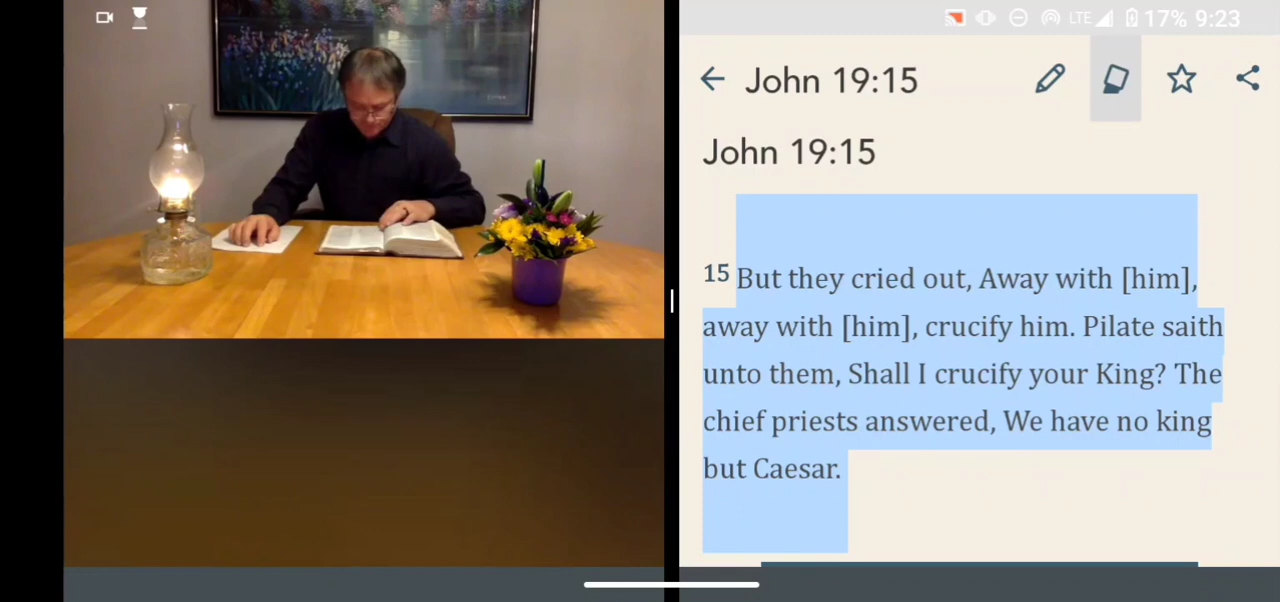 LTE 17% 9:23
John 19:15
John 19:15
15 But they cried out, Away with [him],
away with [him], crucify him. Pilate saith
unto them, Shall I crucify your King? The
chief priests answered, We have no king
but Caesar.